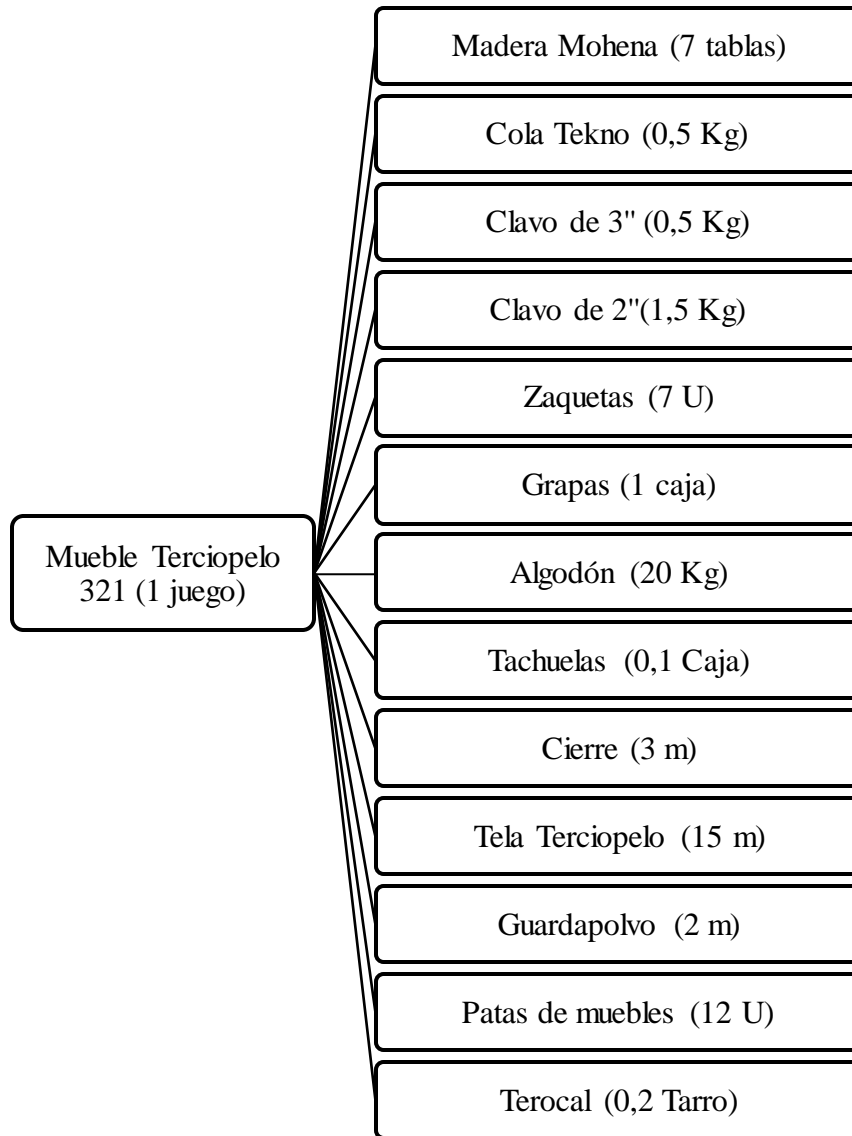 Madera Mohena (7 tablas)
Cola Tekno (0,5 Kg)
Clavo de 3" (0,5 Kg)
Clavo de 2"(1,5 Kg)
Zaquetas (7 U)
Grapas (1 caja)
Mueble Terciopelo
321 (1 juego)
Algodón (20 Kg)
Tachuelas (0,1 Caja)
Cierre (3 m)
Tela Terciopelo (15 m)
Guardapolvo (2 m)
Patas de muebles (12 U)
Terocal (0,2 Tarro)